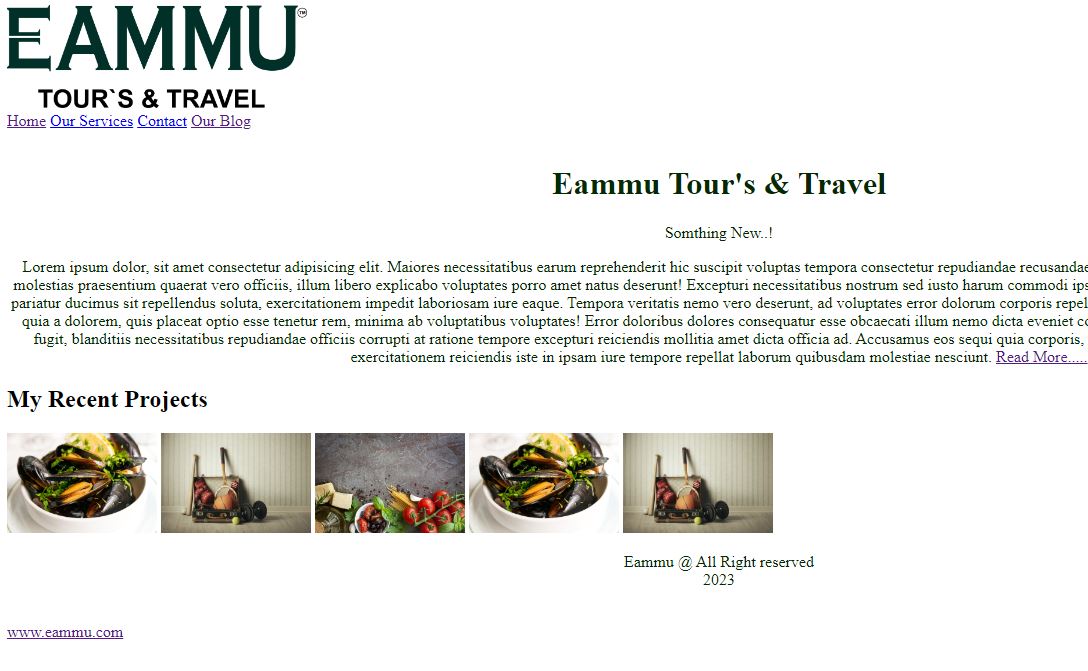 EAMMU™
TOUR`S & TRAVEL
Home Our Services Contact Our Blog
Eammu Tour's & Travel
Somthing New..!
Lorem ipsum dolor, sit amet consectetur adipisicing elit. Maiores necessitatibus earum reprehenderit hic suscipit voluptas tempora consectetur repudiandae recusandae
molestias praesentium quaerat vero officiis, illum libero explicabo voluptates porro amet natus deserunt! Excepturi necessitatibus nostrum sed iusto harum commodi
pariatur ducimus sit repellendus soluta, exercitationem impedit laboriosam iure eaque. Tempora veritatis nemo vero deserunt, ad voluptates error dolorum corporis
quia a dolorem, quis placeat optio esse tenetur rem, minima ab voluptatibus voluptates! Error doloribus dolores consequatur esse obcaecati illum nemo dicta eveniet
fugit, blanditiis necessitatibus repudiandae officiis corrupti at ratione tempore excepturi reiciendis mollitia amet dicta officia ad. Accusamus eos sequi quia corporis,
exercitationem reiciendis iste in ipsam iure tempore repellat laborum quibusdam molestiae nesciunt. Read More.....
My Recent Projects
Eammu @ All Right reserved
2023
www.eammu.com